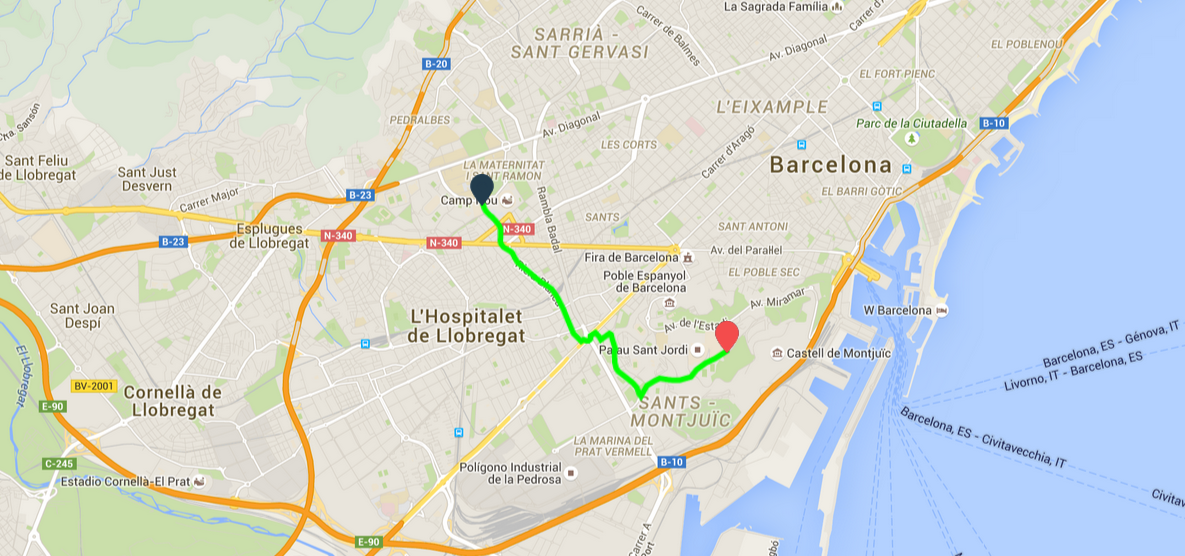 La Sagrada Família
SARRIÀ -
SANT GERVASI
Carrer de Balmes
Av. Diagonal
B-20
EL POBLENOU
EL FORT PIENC
L'EIXAMPLE
PEDRALBES
Av. Diagonal
Parc de la Ciutadella
B-10
Cra. Sansón
LES CORTS
Carrer d'Aragó
Sant Feliu
de Llobregat
Sant Just
Desvern
LA MATERNITAT
I SANT RAMON
Barcelona
Carrer Major
B-23
Camp Nou
Rambla Badal
EL BARRI GÒTIC
SANTS
SANT ANTONI
Esplugues
de Llobregat
B-23
N-340
N-340
N-340
Av. del Paral·lel
Fira de Barcelona
Poble Espanyol
de Barcelona
EL POBLE SEC
Riera Blanca
Av. Miramar
Sant Joan
Despí
L'Hospitalet
de Llobregat
W Barcelona
Av. de l'Estadi
Palau Sant Jordi
Castell de Montjuïc
Barcelona, ES - Génova, IT
Livorno, IT - Barcelona, ES
El Llobregat
BV-2001
Cornellà de
Llobregat
E-90
SANTS -
MONTJUÏC
Barcelona, ES - Civitavecchia, IT
LA MARINA DEL
PRAT VERMELL
C-245
B-10
Estadio Cornellà-El Prat
Polígono Industrial
de la Pedrosa
E-90